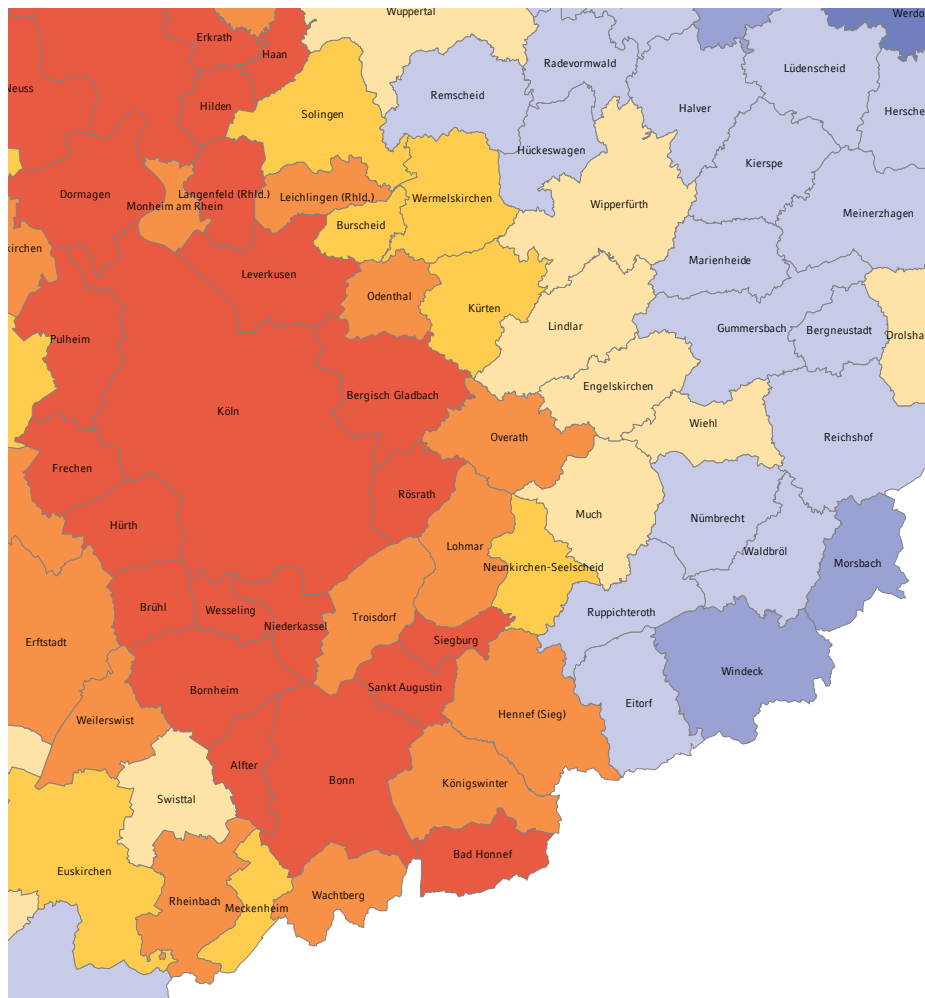 Wuppertal
Werdo
Erkrath
Haan
Radevormwald
Lüdenscheid
Neuss
Remscheid
Hilden
Halver
Hersche
Solingen
Hückeswagen
Kierspe
Dormagen
Langenfeld (Rhld.)
Leichlingen (Rhld.)
Wermelskirchen
Monheim am Rhein
Wipperfürth
Meinerzhagen
Burscheid
kirchen
Marienheide
Leverkusen
Odenthal
Kürten
Lindlar
Gummersbach
Bergneustadt
Drolsha
Pulheim
Engelskirchen
Bergisch Gladbach
Köln
Wiehl
Overath
Reichshof
Frechen
Rösrath
Much
Nümbrecht
Hürth
Lohmar
Waldbröl
Morsbach
Neunkirchen-Seelscheid
Brühl
Wesseling
Ruppichteroth
Troisdorf
Niederkassel
Erftstadt
Siegburg
Windeck
Bornheim
Sankt Augustin
Eitorf
Weilerswist
Hennef (Sieg)
Alfter
Bonn
Königswinter
Swisttal
Bad Honnef
Euskirchen
Rheinbach
Wachtberg
Meckenheim